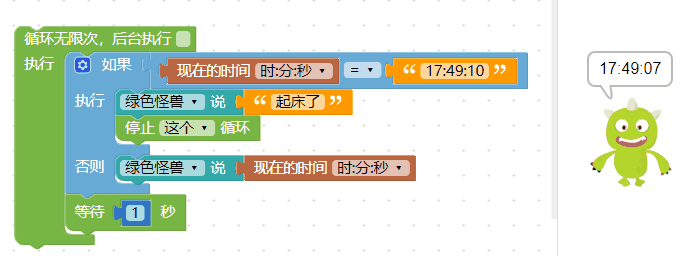 循环无限次，后台执行
执行
如果
现在的时间 时:分:秒 = “ 17:49:10 ”
执行
绿色怪兽 说 “ 起床了 ”
停止 这个 循环
否则
绿色怪兽 说 现在的时间 时:分:秒
等待 1 秒
17:49:07